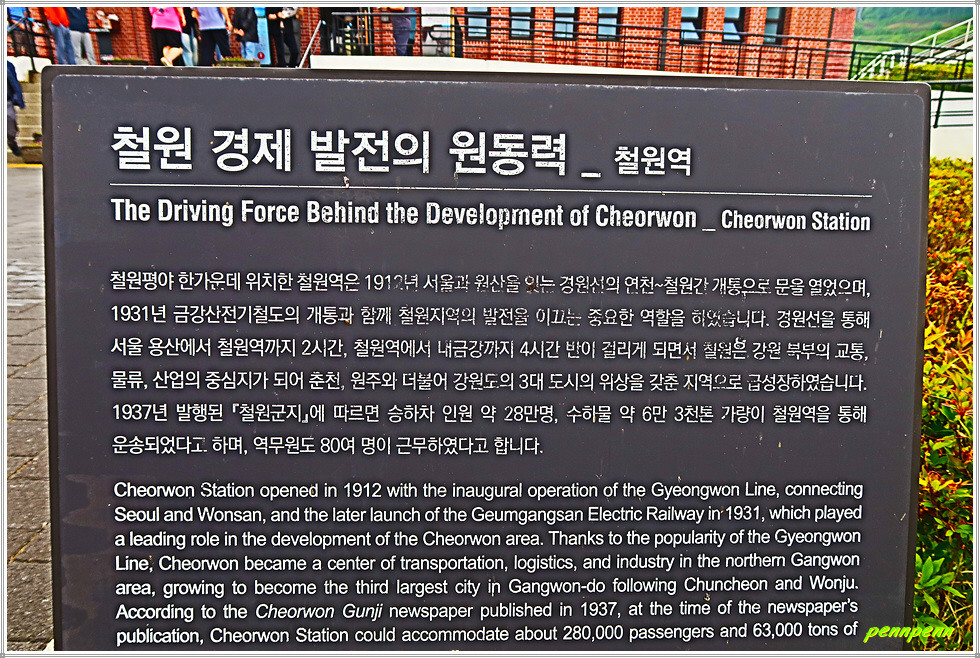 철원 경제 발전의 원동력 _ 철원역
The Driving Force Behind the Development of Cheorwon _ Cheorwon Station
철원평야 한가운데 위치한 철원역은 1912년 서울과 원산을 잇는 경원선의 연천~철원간 개통으로 문을 열었으며,
1931년 금강산전기철도의 개통과 함께 철원지역의 발전을 이끄는 중요한 역할을 하였습니다. 경원선을 통해
서울 용산에서 철원역까지 2시간, 철원역에서 내금강까지 4시간 반이 걸리게 되면서 철원은 강원 북부의 교통,
물류, 산업의 중심지가 되어 춘천, 원주와 더불어 강원도의 3대 도시의 위상을 갖춘 지역으로 급성장하였습니다.
1937년 발행된 『철원군지』에 따르면 승하차 인원 약 28만명, 수하물 약 6만 3천톤 가량이 철원역을 통해
운송되었다고 하며, 역무원도 80여 명이 근무하였다고 합니다.
Cheorwon Station opened in 1912 with the inaugural operation of the Gyeongwon Line, connecting
Seoul and Wonsan, and the later launch of the Geumgangsan Electric Railway in 1931, which played
a leading role in the development of the Cheorwon area. Thanks to the popularity of the Gyeongwon
Line, Cheorwon became a center of transportation, logistics, and industry in the northern Gangwon
area, growing to become the third largest city in Gangwon-do following Chuncheon and Wonju.
According to the Cheorwon Gunji newspaper published in 1937, at the time of the newspaper's
publication, Cheorwon Station could accommodate about 280,000 passengers and 63,000 tons of
pennpenn